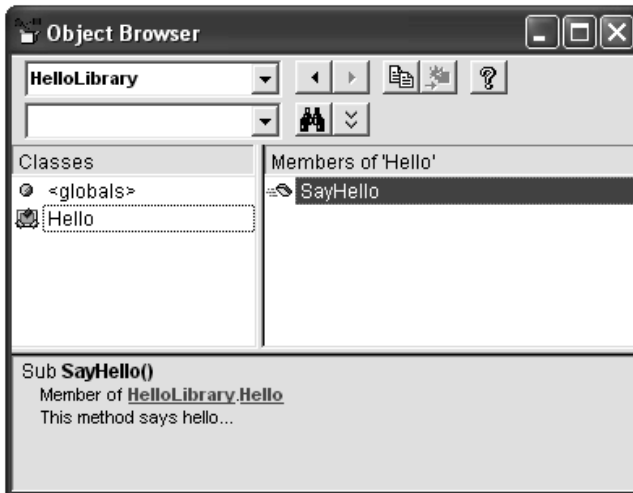 Object Browser
HelloLibrary
Classes
Members of 'Hello'
<globals>
SayHello
Hello
Sub SayHello()
Member of HelloLibrary.Hello
This method says hello...